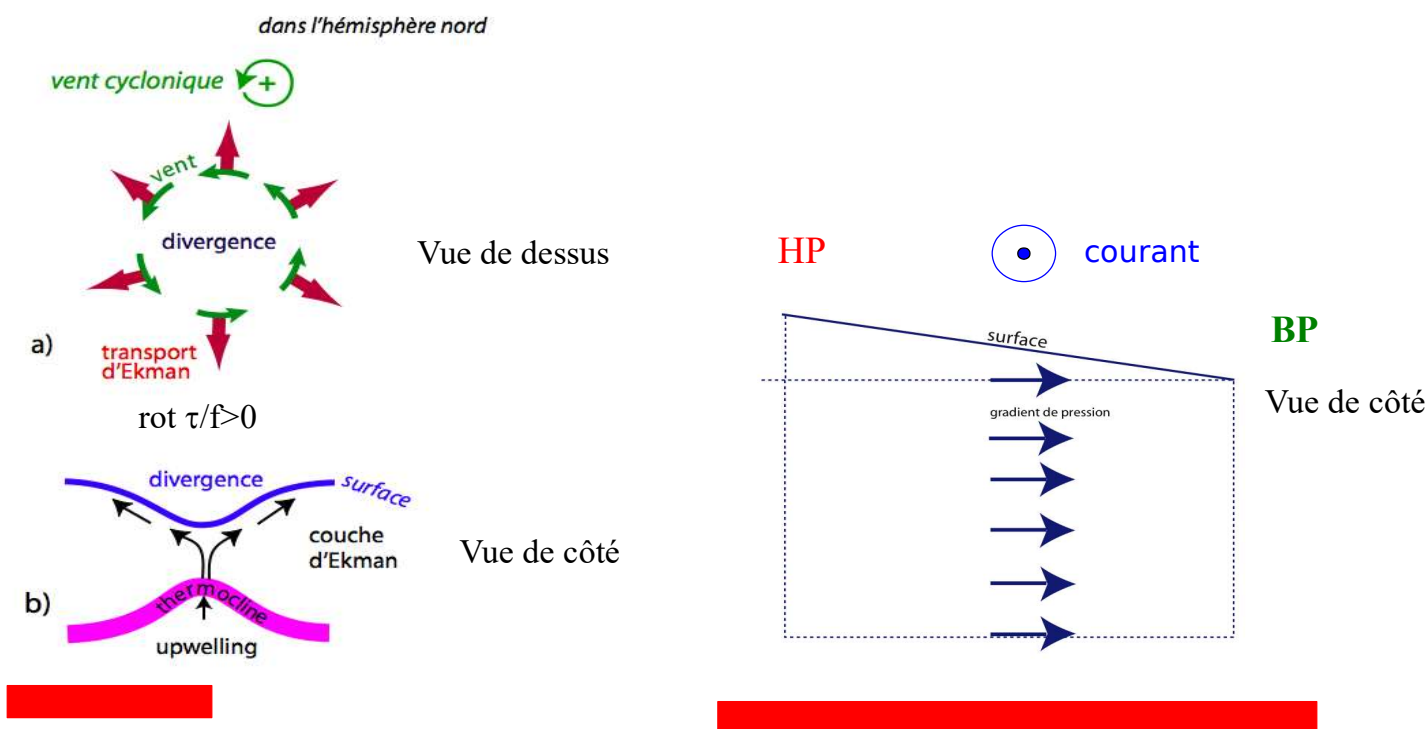 dans l'hémisphère nord
vent cyclonique
+
vent
divergence
Vue de dessus
a)
transport
d'Ekman
rot τ/f>0
divergence
surface
couche
d'Ekman
Vue de côté
b)
thermocline
upwelling
HP
courant
BP
surface
gradient de pression
Vue de côté